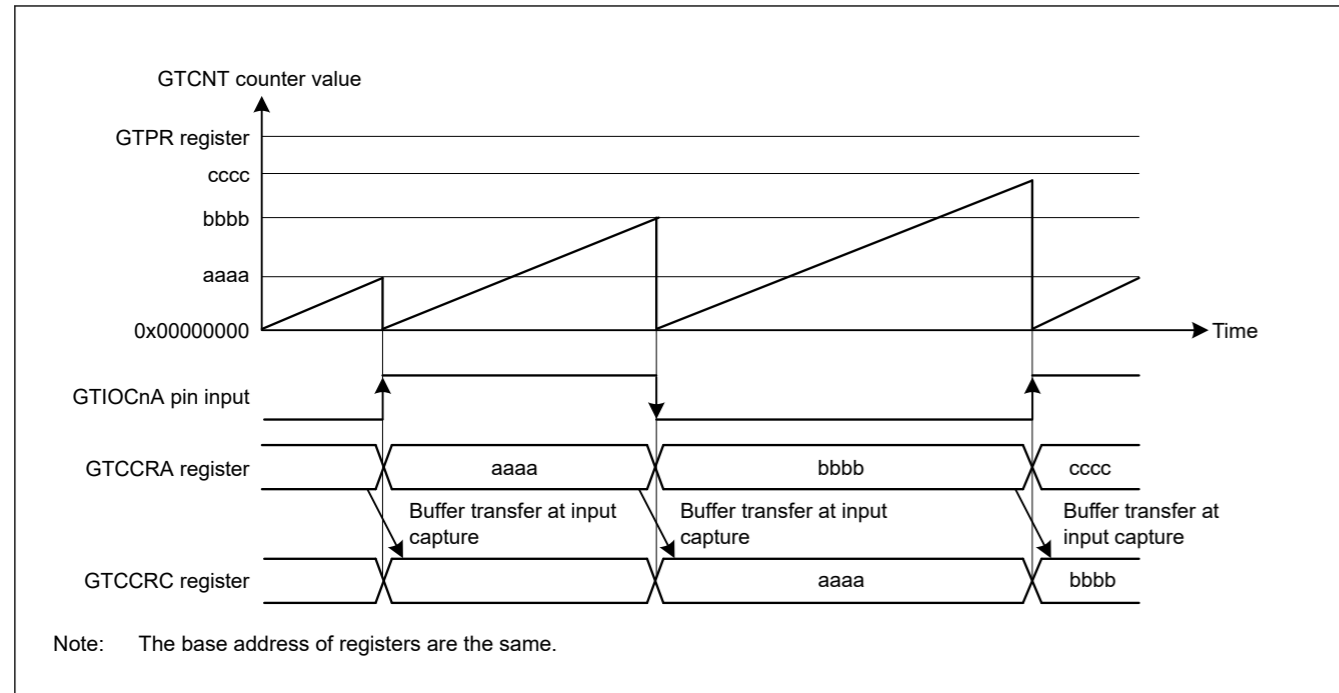 GTCNT counter value
GTPR register
cccc
bbbb
aaaa
0x00000000
Time
GTIOCnA pin input
GTCCRA register
aaaa
bbbb
cccc
Buffer transfer at input
capture
Buffer transfer at input
capture
Buffer transfer at
input capture
GTCCRC register
aaaa
bbbb
Note: The base address of registers are the same.